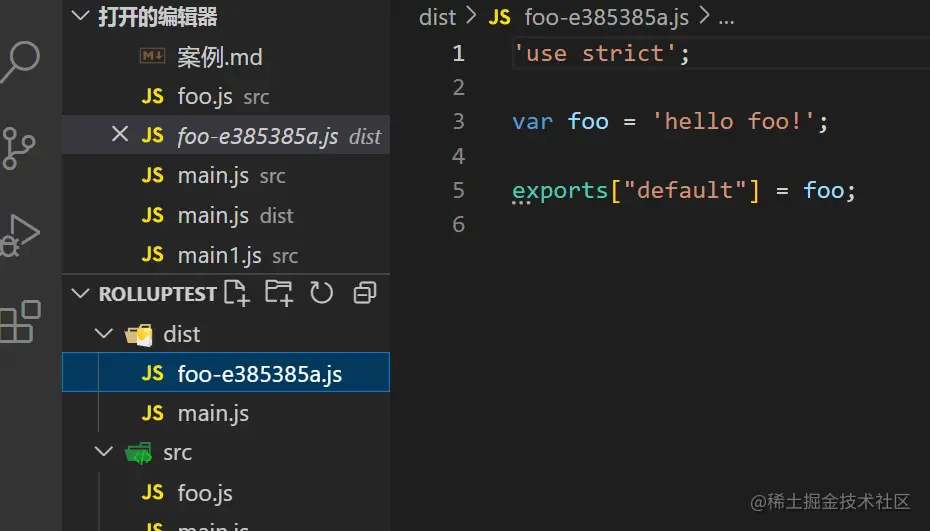 打开的编辑器
案例.md
JS foo.js src
JS foo-e385385a.js dist
JS main.js src
JS main.js dist
JS main1.js src
ROLLUPTEST
dist
JS foo-e385385a.js
JS main.js
src
JS foo.js
JS main.js
dist > JS foo-e385385a.js > ...
1 'use strict';
2
3 var foo = 'hello foo!';
4
5 exports["default"] = foo;
6
@稀土掘金技术社区